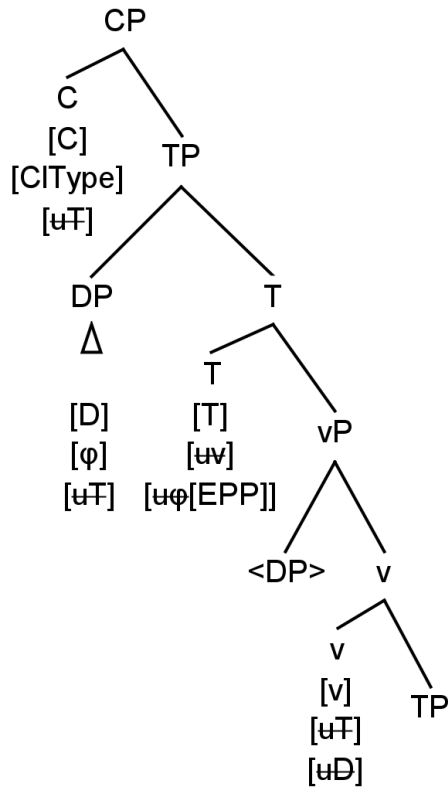 CP
C
[C]
[ClType]
[uT]
TP
DP
[D]
[φ]
[uT]
T
T
[T]
[uv]
[uφ[EPP]]
vP
<DP>
v
v
[v]
[uT]
[uD]
TP